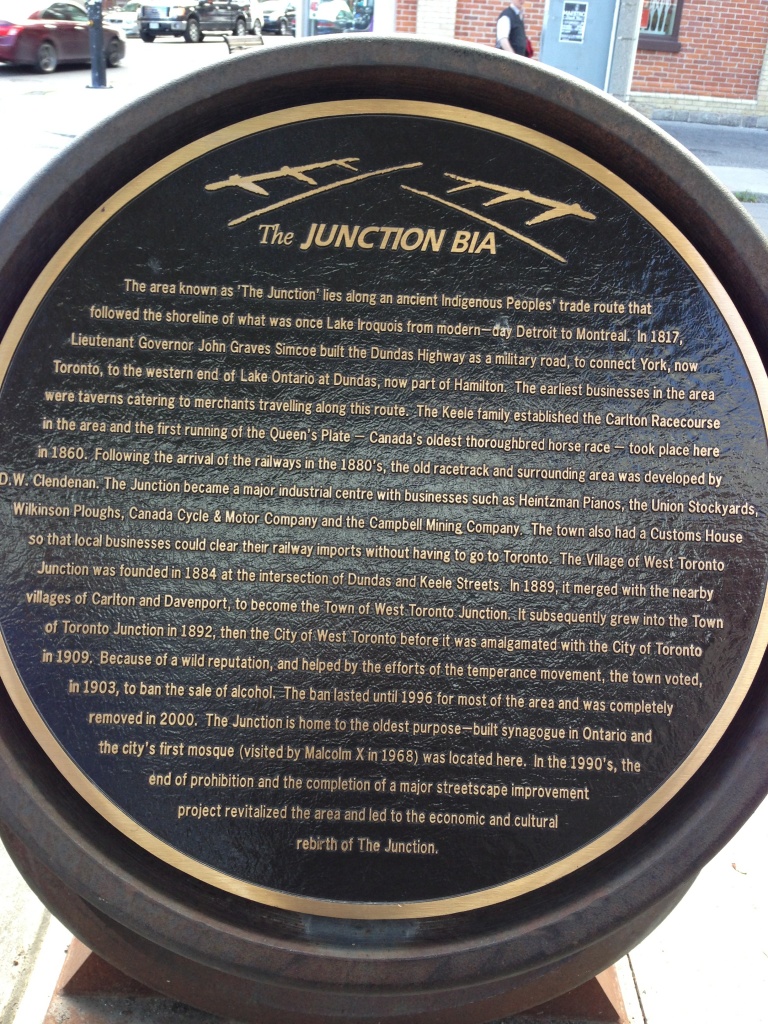 The JUNCTION BIA
The area known as 'The Junction' lies along an ancient Indigenous Peoples' trade route that
followed the shoreline of what was once Lake Iroquois from modern—day Detroit to Montreal. In 1817,
Lieutenant Governor John Graves Simcoe built the Dundas Highway as a military road, to connect York, now
Toronto, to the western end of Lake Ontario at Dundas, now part of Hamilton. The earliest businesses in the area
were taverns catering to merchants travelling along this route. The Keele family established the Carlton Racecourse
in the area and the first running of the Queen's Plate — Canada's oldest thoroughbred horse race — took place here
in 1860. Following the arrival of the railways in the 1880's, the old racetrack and surrounding area was developed by
D.W. Clendenan. The Junction became a major industrial centre with businesses such as Heintzman Pianos, the Union Stockyards,
Wilkinson Ploughs, Canada Cycle & Motor Company and the Campbell Mining Company. The town also had a Customs House
so that local businesses could clear their railway imports without having to go to Toronto. The Village of West Toronto
Junction was founded in 1884 at the intersection of Dundas and Keele Streets. In 1889, it merged with the nearby
villages of Carlton and Davenport, to become the Town of West Toronto Junction. It subsequently grew into the Town
of Toronto Junction in 1892, then the City of West Toronto before it was amalgamated with the City of Toronto
in 1909. Because of a wild reputation, and helped by the efforts of the temperance movement, the town voted,
in 1903, to ban the sale of alcohol. The ban lasted until 1996 for most of the area and was completely
removed in 2000. The Junction is home to the oldest purpose—built synagogue in Ontario and
the city's first mosque (visited by Malcolm X in 1968) was located here. In the 1990's, the
end of prohibition and the completion of a major streetscape improvement
project revitalized the area and led to the economic and cultural
rebirth of The Junction.